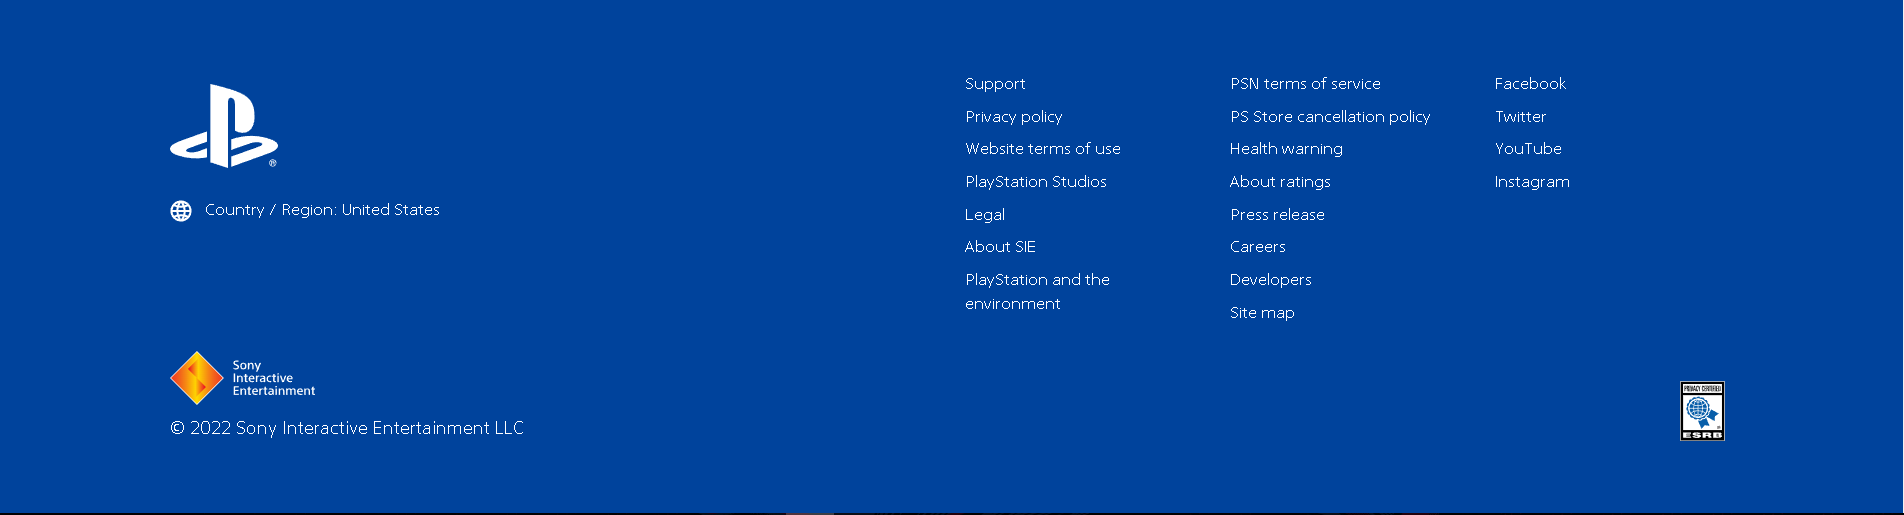 Support
Privacy policy
Website terms of use
PlayStation Studios
Legal
About SIE
PlayStation and the
environment
PSN terms of service
PS Store cancellation policy
Health warning
About ratings
Press release
Careers
Developers
Site map
Facebook
Twitter
YouTube
Instagram
®
Country / Region: United States
Sony
Interactive
Entertainment
© 2022 Sony Interactive Entertainment LLC
PRIVACY CERTIFIED
®
ESRB